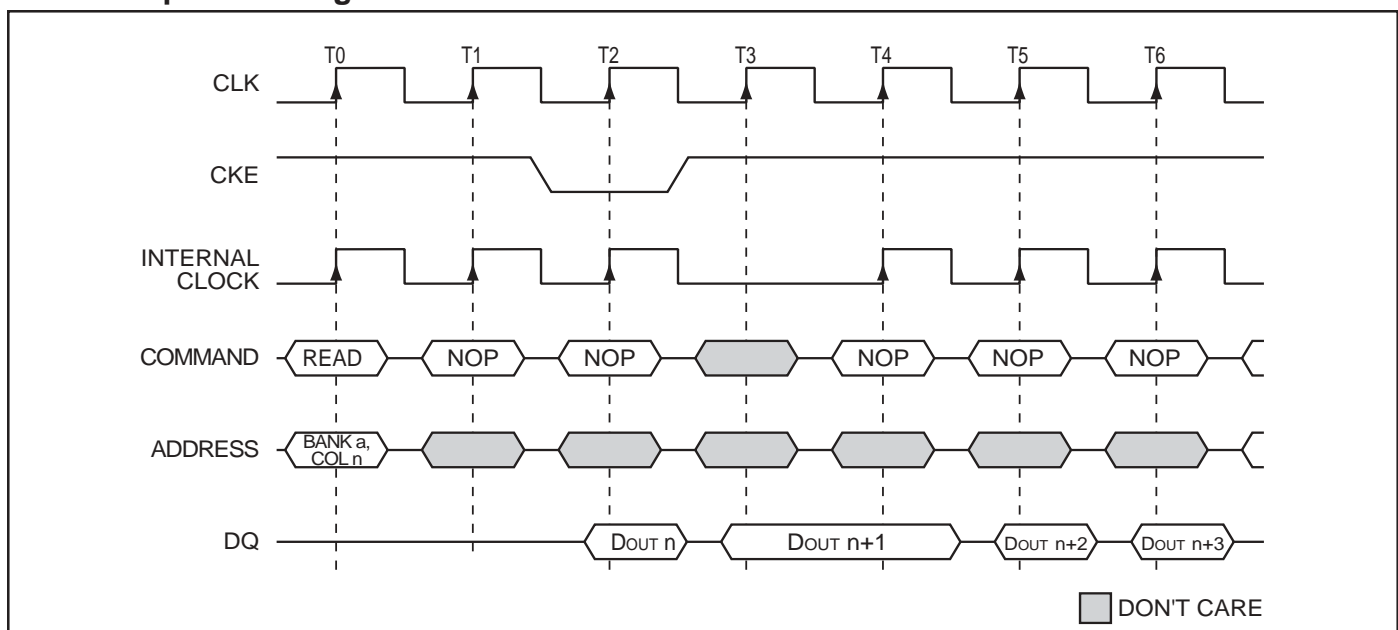 T0 T1 T2 T3 T4 T5 T6
CLK
CKE
INTERNAL
CLOCK
COMMAND READ NOP NOP NOP NOP NOP
ADDRESS BANK a,
COL n
DQ DOUT n DOUT n+1 DOUT n+2 DOUT n+3
DON'T CARE